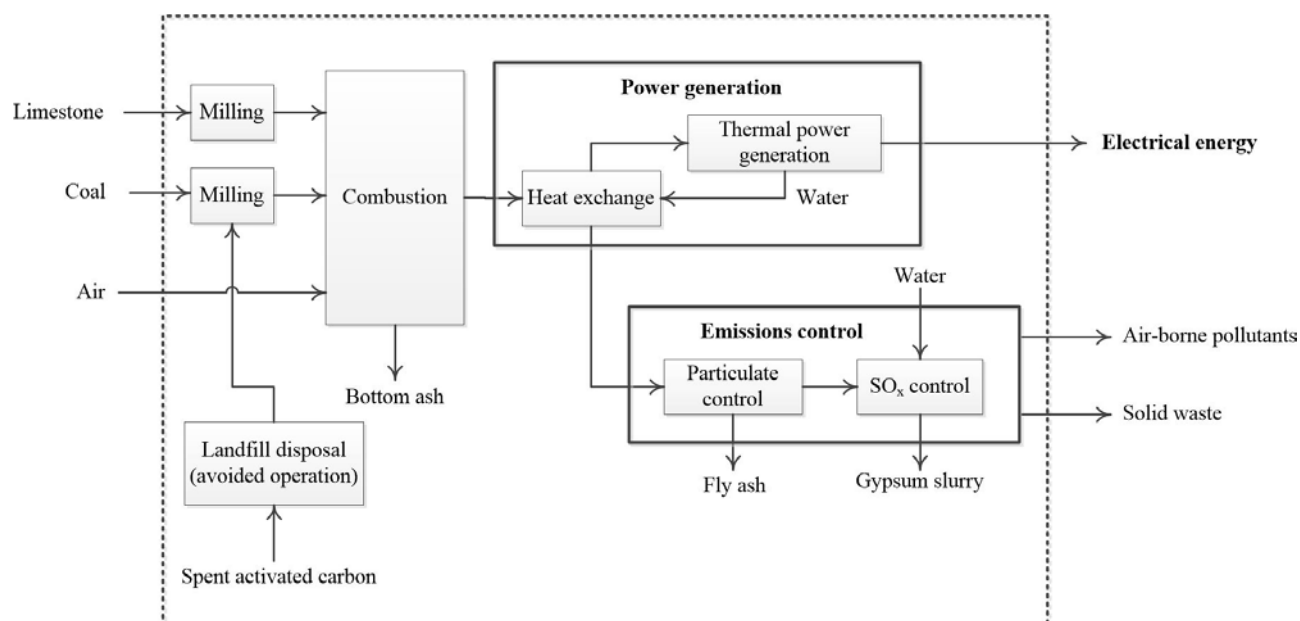 Power generation
Limestone
Milling
Thermal power
generation
Electrical energy
Coal
Milling
Combustion
Heat exchange
Water
Air
Water
Emissions control
Air-borne pollutants
Bottom ash
Particulate
control
SOx control
Solid waste
Landfill disposal
(avoided operation)
Fly ash
Gypsum slurry
Spent activated carbon